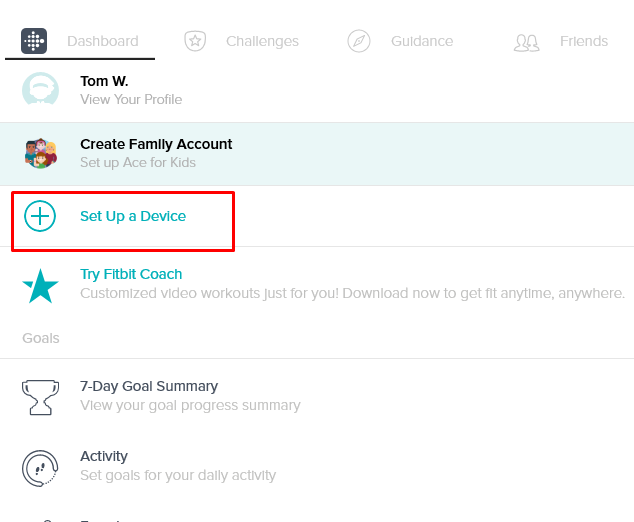 Dashboard
Challenges
Guidance
Friends
Tom W.
View Your Profile
Create Family Account
Set up Ace for Kids
Set Up a Device
Try Fitbit Coach
Customized video workouts just for you! Download now to get fit anytime, anywhere.
Goals
7-Day Goal Summary
View your goal progress summary
Activity
Set goals for your daily activity